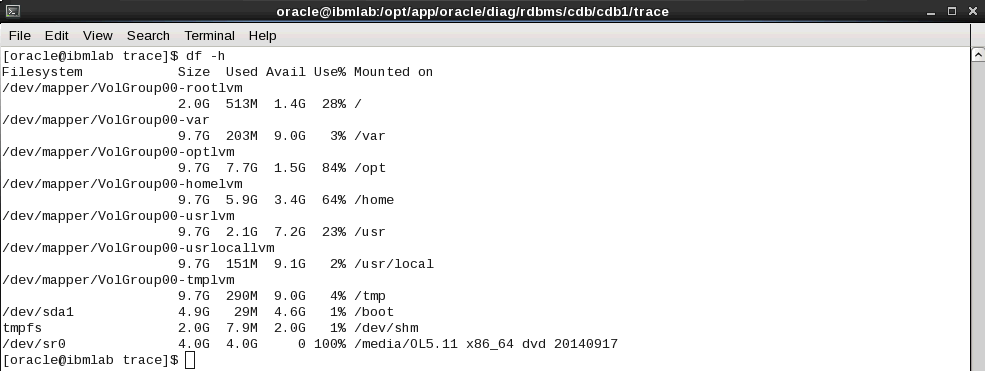 oracle@ibmlab:/opt/app/oracle/diag/rdbms/cdb/cdb1/trace
File Edit View Search Terminal Help
[oracle@ibmlab trace]$ df -h
Filesystem            Size  Used Avail Use% Mounted on
/dev/mapper/VolGroup00-rootlvm
                      2.0G  513M  1.4G  28% /
/dev/mapper/VolGroup00-var
                      9.7G  203M  9.0G   3% /var
/dev/mapper/VolGroup00-optlvm
                      9.7G  7.7G  1.5G  84% /opt
/dev/mapper/VolGroup00-homelvm
                      9.7G  5.9G  3.4G  64% /home
/dev/mapper/VolGroup00-usrlvm
                      9.7G  2.1G  7.2G  23% /usr
/dev/mapper/VolGroup00-usrlocallvm
                      9.7G  151M  9.1G   2% /usr/local
/dev/mapper/VolGroup00-tmplvm
                      9.7G  290M  9.0G   4% /tmp
/dev/sda1             4.9G   29M  4.6G   1% /boot
tmpfs                 2.0G  7.9M  2.0G   1% /dev/shm
/dev/sr0              4.0G  4.0G     0 100% /media/OL5.11 x86_64 dvd 20140917
[oracle@ibmlab trace]$